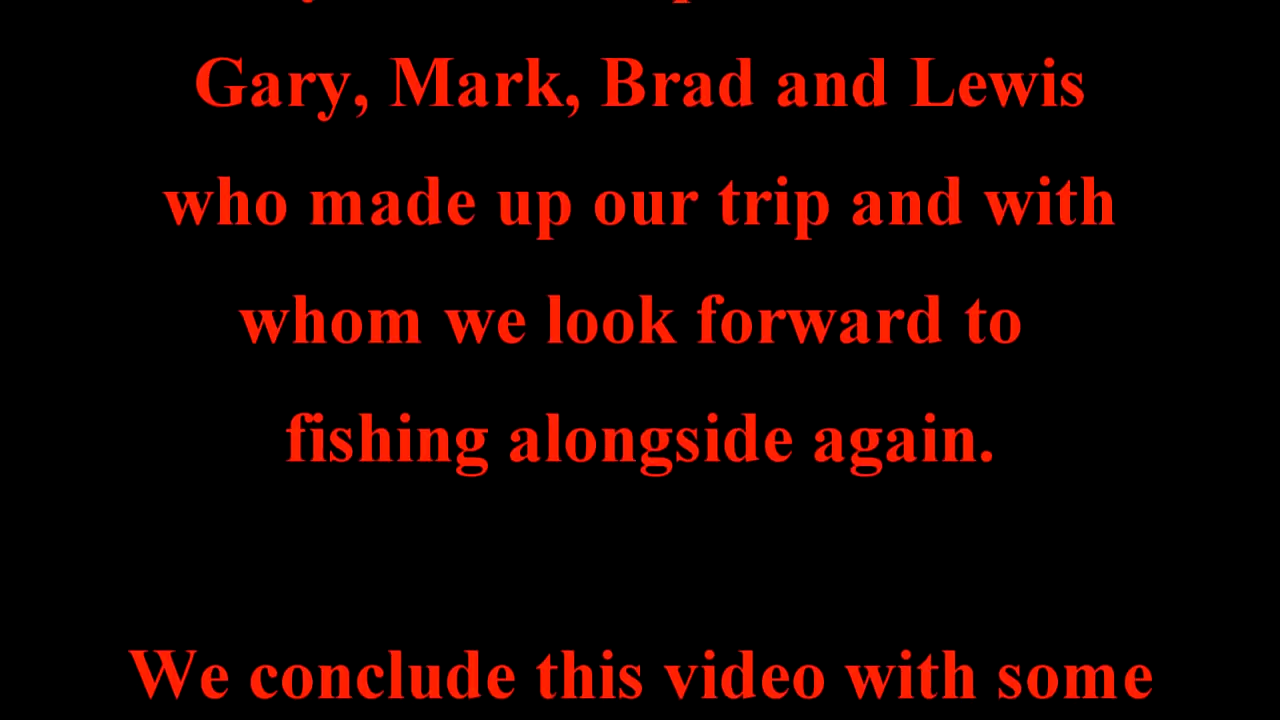 Gary, Mark, Brad and Lewis
who made up our trip and with
whom we look forward to
fishing alongside again.
We conclude this video with some